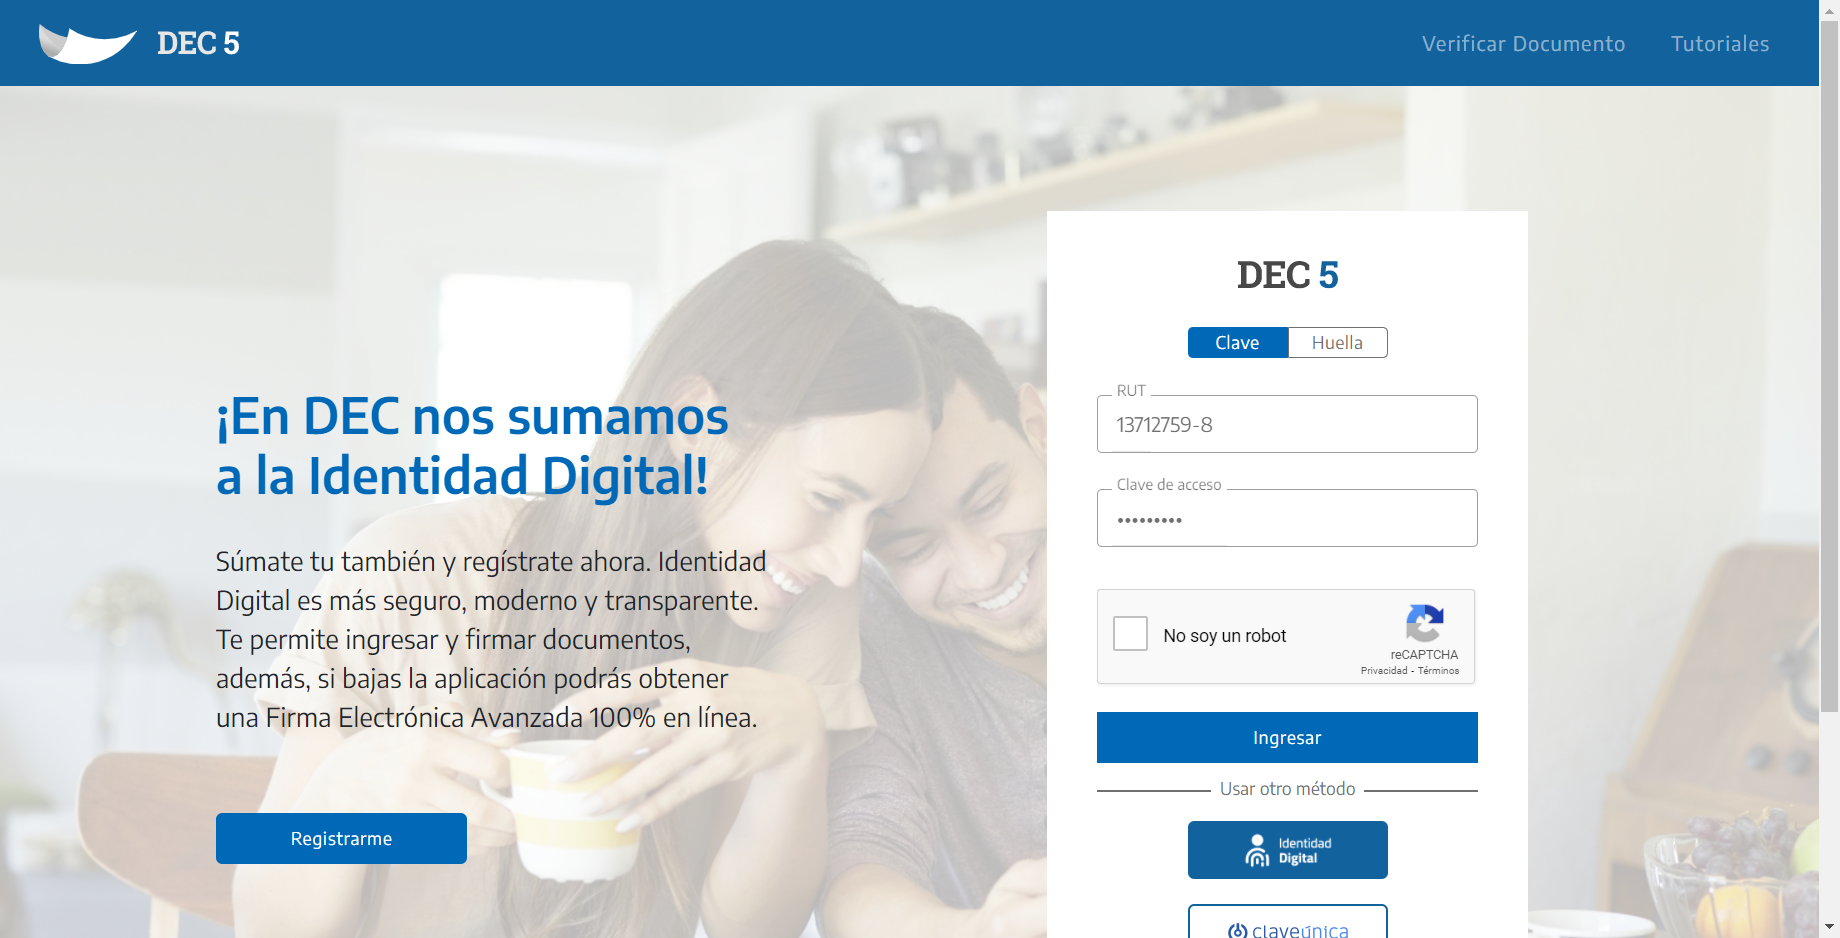 DEC 5
Verificar Documento
Tutoriales
¡En DEC nos sumamos
a la Identidad Digital!
Súmate tu también y regístrate ahora. Identidad
Digital es más seguro, moderno y transparente.
Te permite ingresar y firmar documentos,
además, si bajas la aplicación podrás obtener
una Firma Electrónica Avanzada 100% en línea.
Registrarme
DEC 5
Clave
Huella
RUT
13712759-8
Clave de acceso
•••••••••
No soy un robot
reCAPTCHA
Privacidad - Términos
Ingresar
Usar otro método
Identidad
Digital
claveúnica